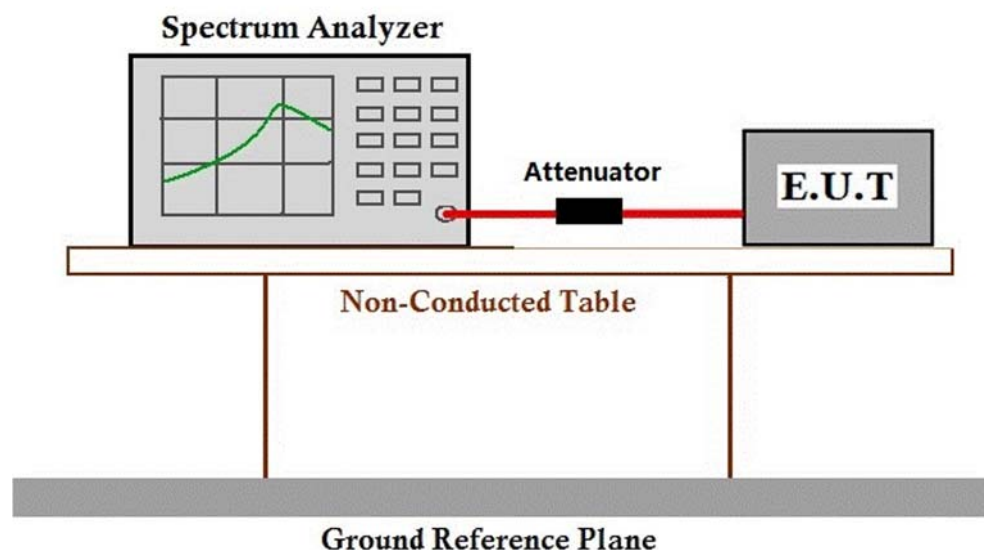 Spectrum Analyzer
Attenuator
E.U.T
Non-Conducted Table
Ground Reference Plane